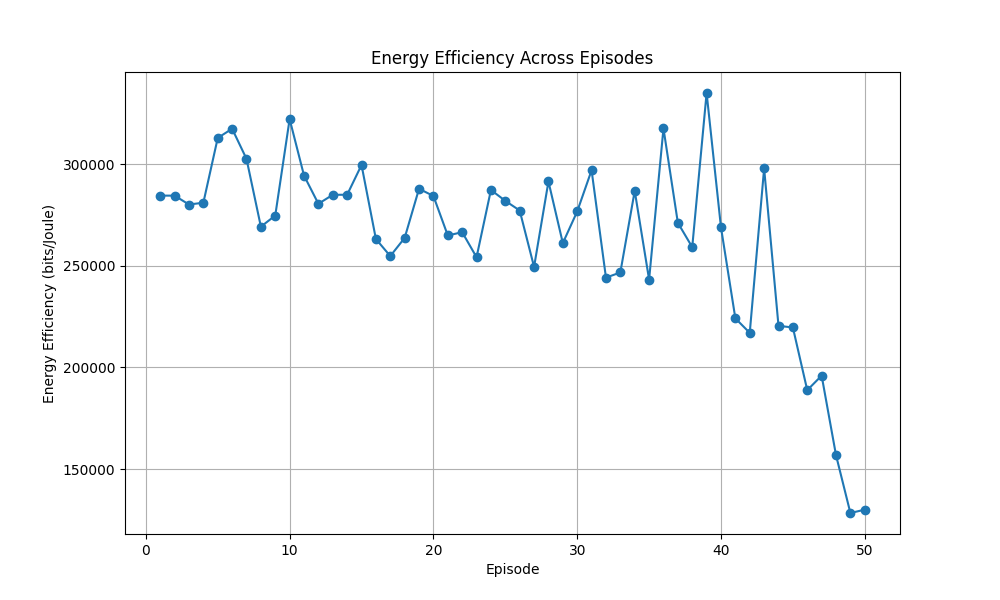 Energy Efficiency Across Episodes
Energy Efficiency (bits/Joule)
300000
250000
200000
150000
0 10 20 30 40 50
Episode